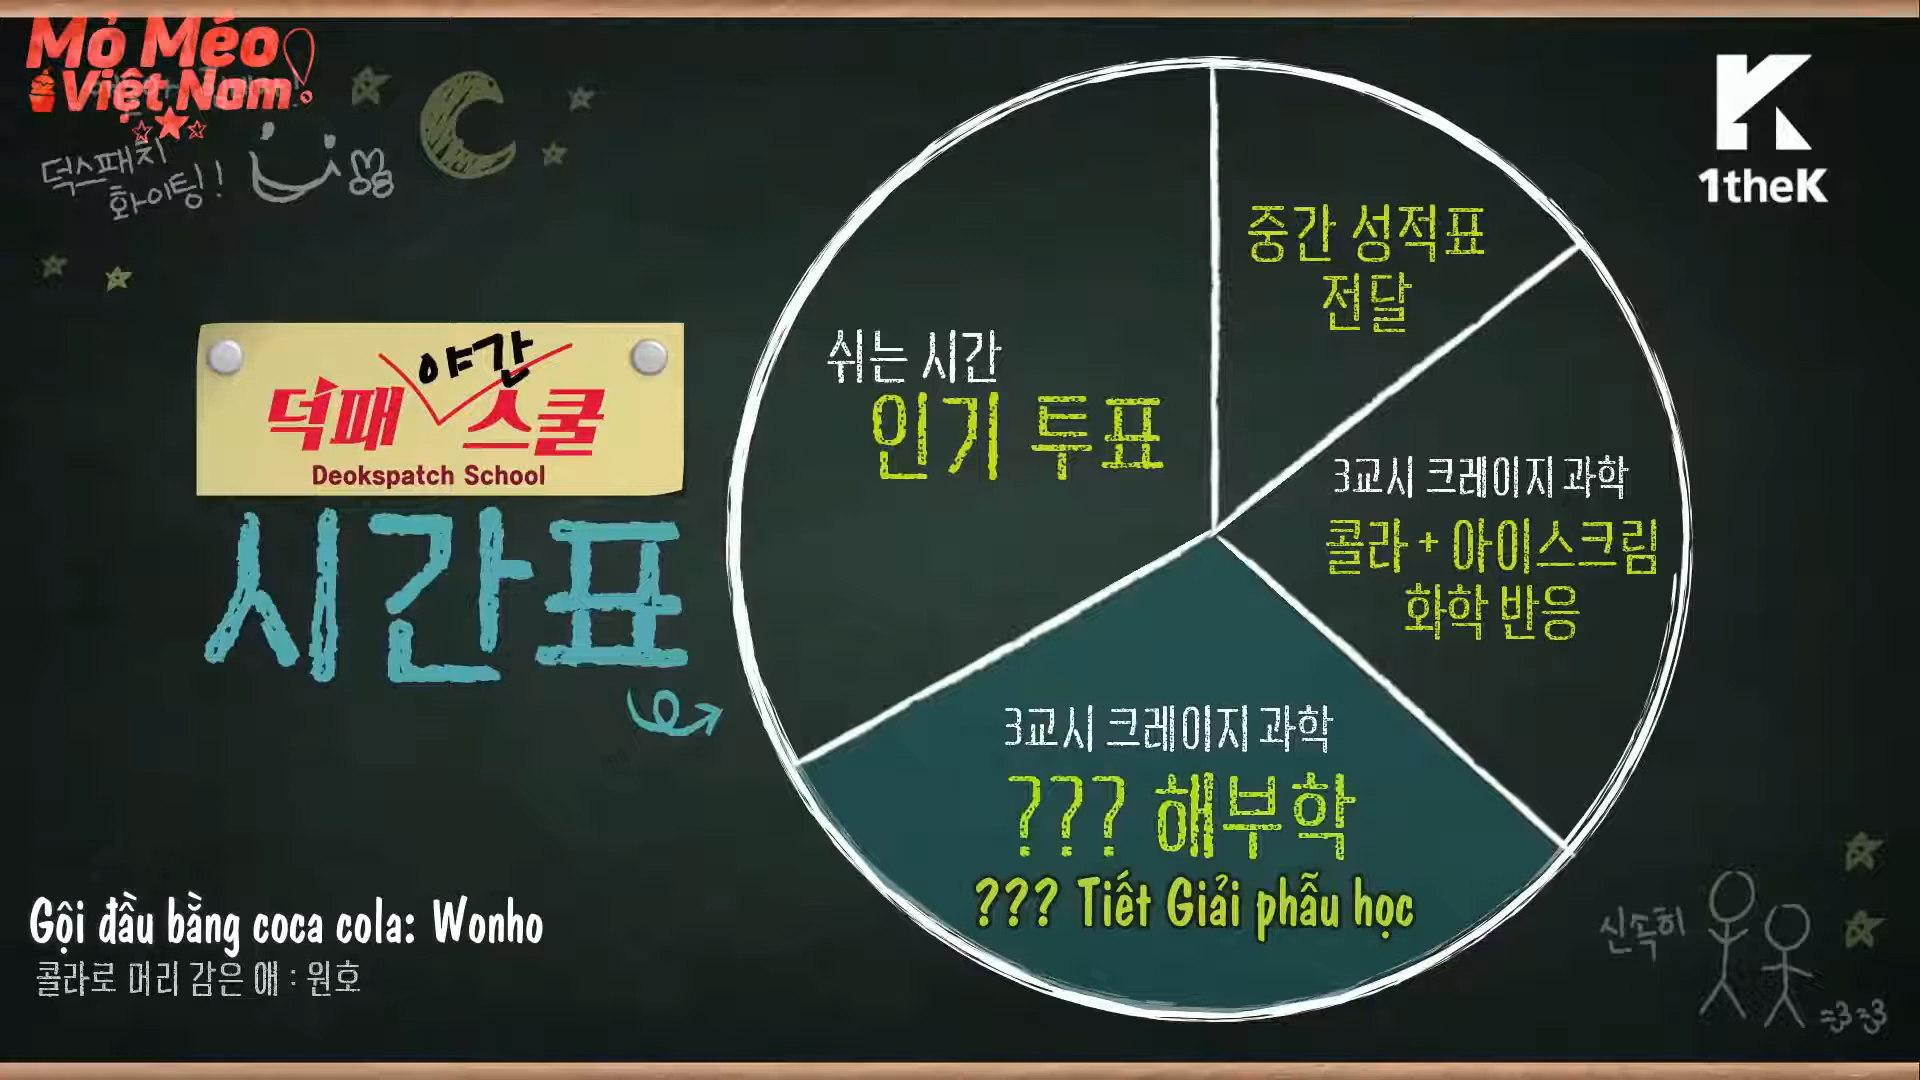 Mỏ Méo
Việt Nam!
덕스패치
화이팅!
1theK
중간 성적표
전달
쉬는 시간
인기 투표
야간
덕패 스쿨
Deokspatch School
시간표
3교시 크레이지 과학
콜라 + 아이스크림
화학 반응
3교시 크레이지 과학
??? 해부학
??? Tiết Giải phẫu học
Gội đầu bằng coca cola: Wonho
콜라로 머리 감은 애 : 원호
신속히